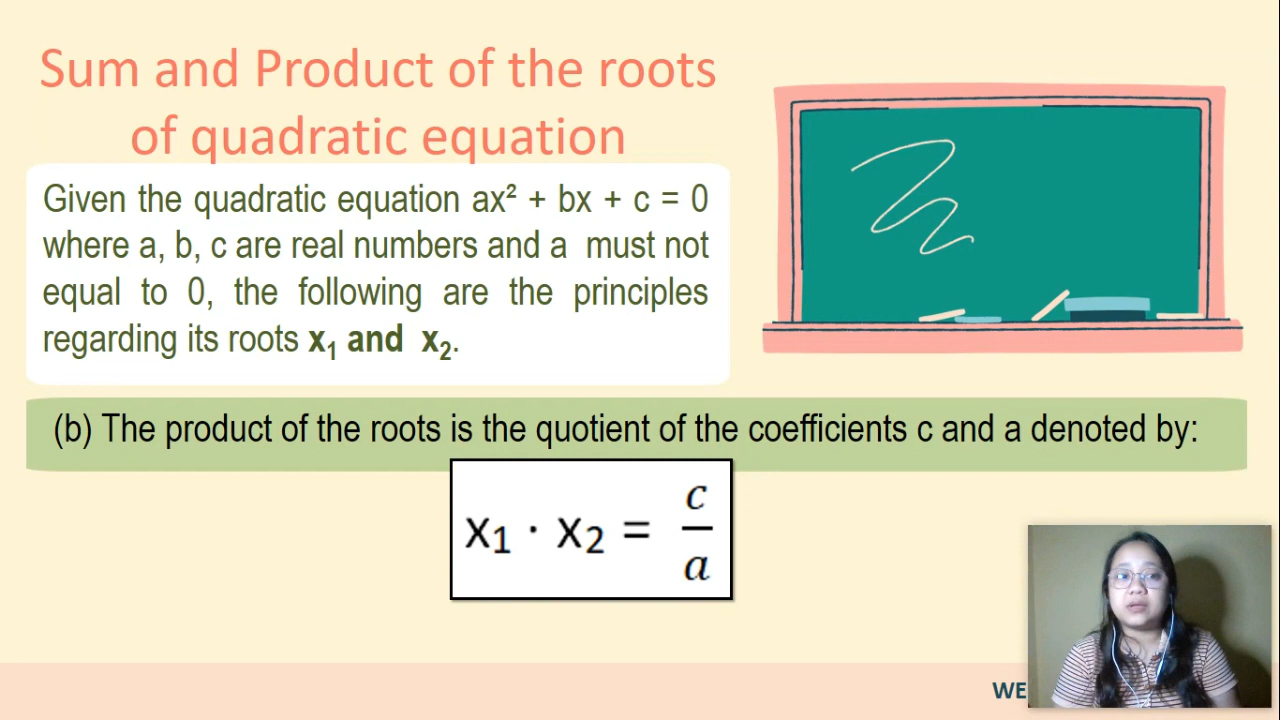 Sum and Product of the roots
of quadratic equation
Given the quadratic equation ax² + bx + c = 0
where a, b, c are real numbers and a must not
equal to 0, the following are the principles
regarding its roots x₁ and x₂.
(b) The product of the roots is the quotient of the coefficients c and a denoted by:
x₁ · x₂ = c/a